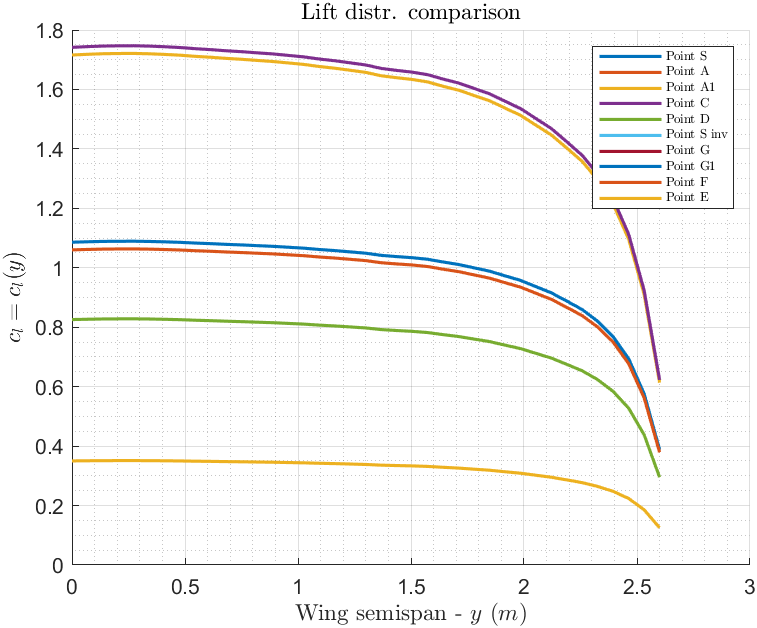 Lift distr. comparison
1.8
1.6
1.4
1.2
1
0.8
0.6
0.4
0.2
0
c_l = c_l(y)
Point S
Point A
Point A1
Point C
Point D
Point S inv
Point G
Point G1
Point F
Point E
0 0.5 1 1.5 2 2.5 3
Wing semispan - y (m)